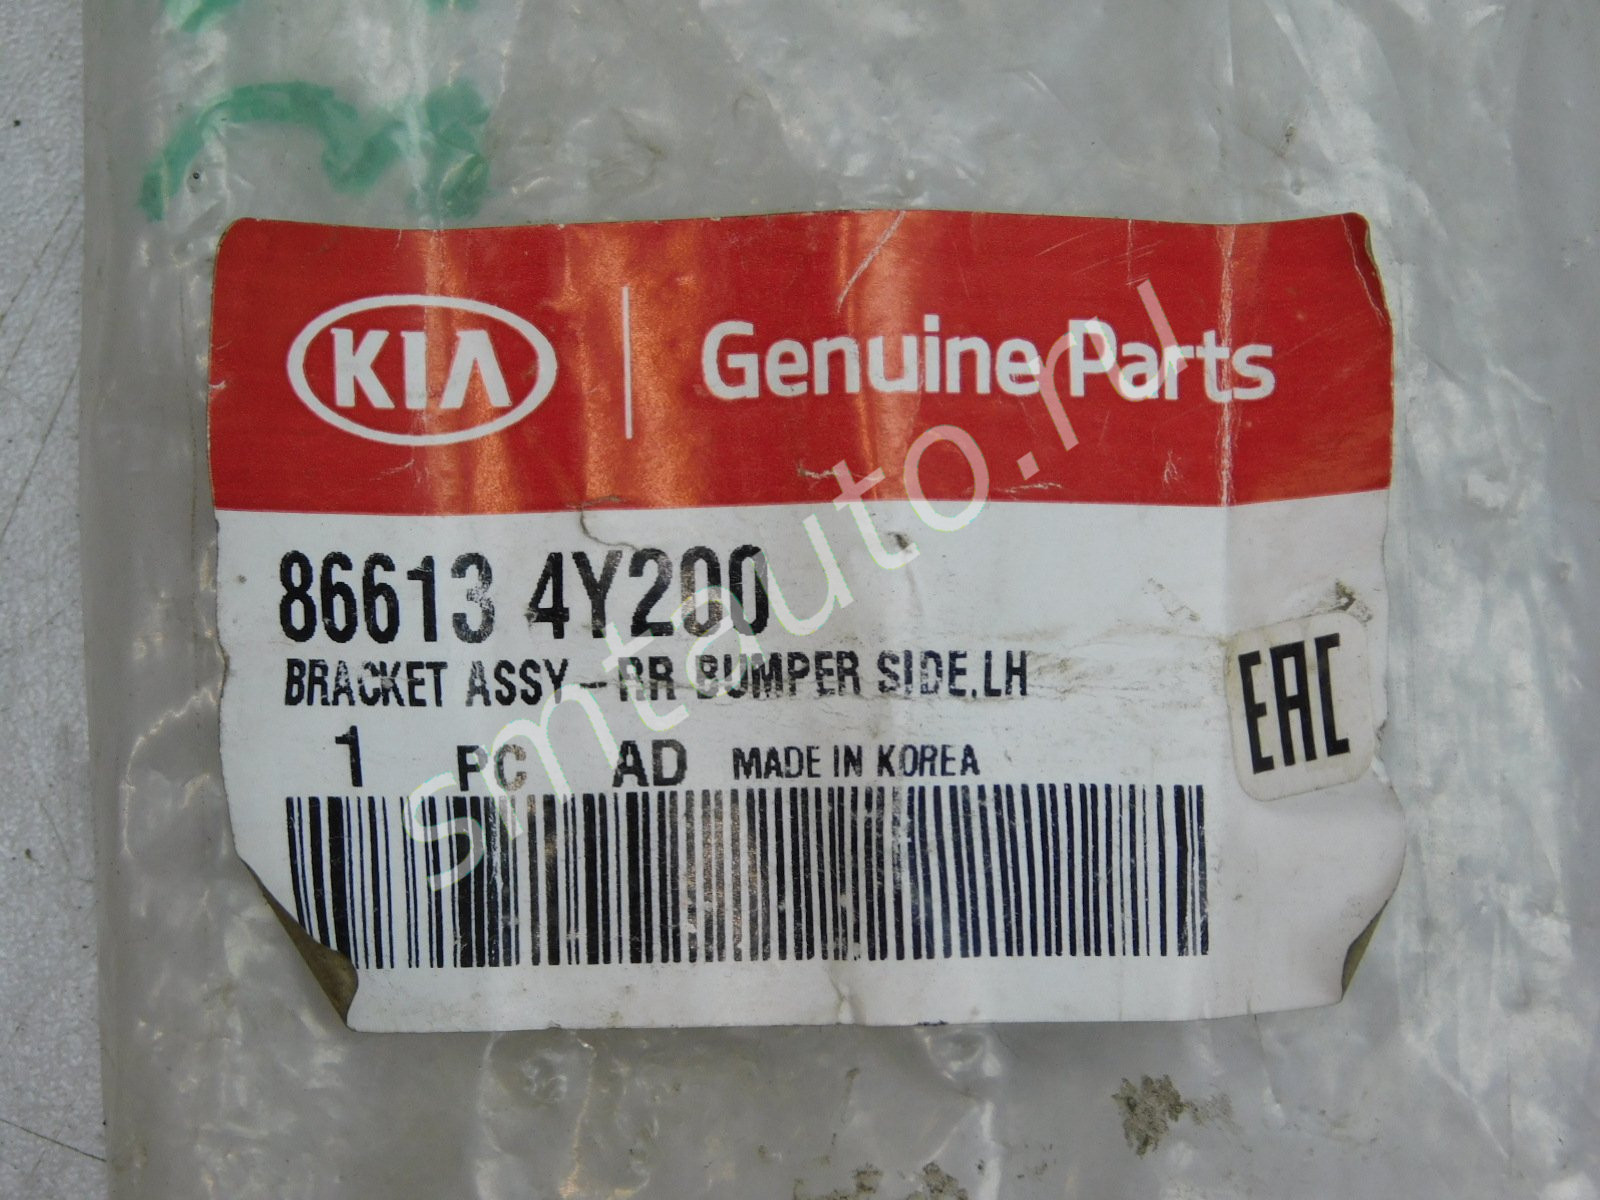 KIA Genuine Parts
86613 4Y200
BRACKET ASSY-RR BUMPER SIDE,LH
1 PC AD MADE IN KOREA
EAC
smtauto.ru